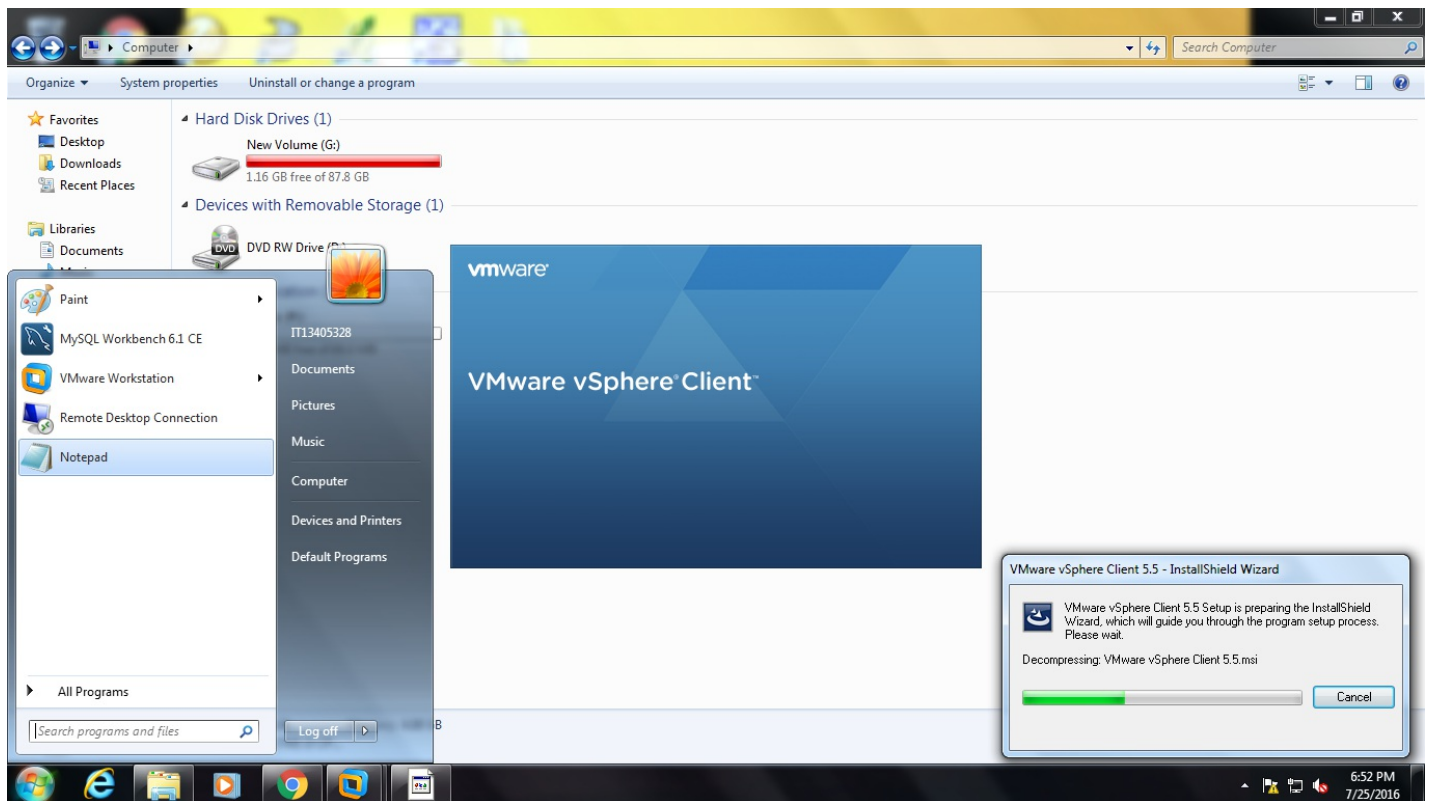 Computer
Search Computer
Organize
System properties
Uninstall or change a program
Favorites
Desktop
Downloads
Recent Places
Libraries
Documents
Hard Disk Drives (1)
New Volume (G:)
1.16 GB free of 87.8 GB
Devices with Removable Storage (1)
DVD
DVD RW Drive
Paint
MySQL Workbench 6.1 CE
VMware Workstation
Remote Desktop Connection
Notepad
All Programs
Search programs and files
IT13405328
Documents
Pictures
Music
Computer
Devices and Printers
Default Programs
Log off
vmware®
VMware vSphere® Client™
VMware vSphere Client 5.5 - InstallShield Wizard
VMware vSphere Client 5.5 Setup is preparing the InstallShield
Wizard, which will guide you through the program setup process.
Please wait.
Decompressing: VMware vSphere Client 5.5.msi
Cancel
6:52 PM
7/25/2016